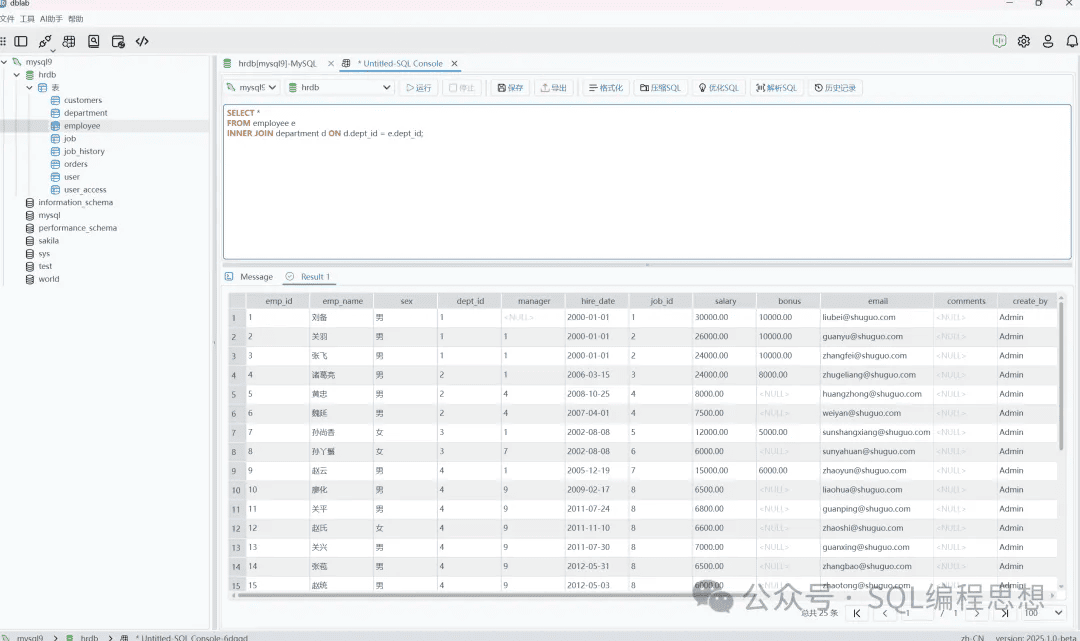 dblab
文件 工具 AI助手 帮助
mysql9
hrdb
表
customers
department
employee
job
job_history
orders
user
user_access
information_schema
mysql
performance_schema
sakila
sys
test
world
hrdb[mysql9]-MySQL
* Untitled-SQL Console
mysql9 hrdb 运行 停止 保存 导出 格式化 压缩SQL 优化SQL 解析SQL 历史记录
SELECT *
FROM employee e
INNER JOIN department d ON d.dept_id = e.dept_id;
Message Result 1
emp_id emp_name sex dept_id manager hire_date job_id salary bonus email comments create_by
1 1 刘备 男 1 <NULL> 2000-01-01 1 30000.00 10000.00 liubei@shuguo.com <NULL> Admin
2 2 关羽 男 1 1 2000-01-01 2 26000.00 10000.00 guanyu@shuguo.com <NULL> Admin
3 3 张飞 男 1 1 2000-01-01 2 24000.00 10000.00 zhangfei@shuguo.com <NULL> Admin
4 4 诸葛亮 男 2 1 2006-03-15 3 24000.00 8000.00 zhugeliang@shuguo.com <NULL> Admin
5 5 黄忠 男 2 4 2008-10-25 4 8000.00 <NULL> huangzhong@shuguo.com <NULL> Admin
6 6 魏延 男 2 4 2007-04-01 4 7500.00 <NULL> weiyan@shuguo.com <NULL> Admin
7 7 孙尚香 女 3 1 2002-08-08 5 12000.00 5000.00 sunshangxiang@shuguo.com <NULL> Admin
8 8 孙丫鬟 女 3 7 2002-08-08 6 6000.00 <NULL> sunyahuan@shuguo.com <NULL> Admin
9 9 赵云 男 4 1 2005-12-19 7 15000.00 6000.00 zhaoyun@shuguo.com <NULL> Admin
10 10 廖化 男 4 9 2009-02-17 8 6500.00 <NULL> liaohua@shuguo.com <NULL> Admin
11 11 关平 男 4 9 2011-07-24 8 6800.00 <NULL> guanping@shuguo.com <NULL> Admin
12 12 赵氏 女 4 9 2011-11-10 8 6600.00 <NULL> zhaoshi@shuguo.com <NULL> Admin
13 13 关兴 男 4 9 2011-07-30 8 7000.00 <NULL> guanxing@shuguo.com <NULL> Admin
14 14 张苞 男 4 9 2012-05-31 8 6500.00 <NULL> zhangbao@shuguo.com <NULL> Admin
15 15 赵统 男 4 9 2012-05-03 8 6000.00 <NULL> zhaotong@shuguo.com <NULL> Admin
公众号 · SQL编程思想
总共 25 条 1 / 1 100
mysql9 hrdb * Untitled-SQL Console-6dgqd zh-CN version: 2025.1.0-beta